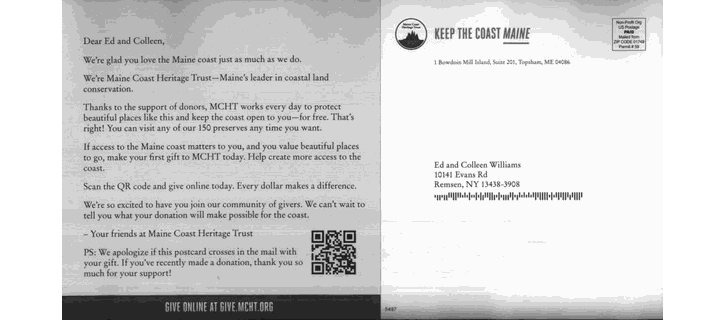 Dear Ed and Colleen,
We're glad you love the Maine coast just as much as we do.
We're Maine Coast Heritage Trust—Maine's leader in coastal land
conservation.
Thanks to the support of donors, MCHT works every day to protect
beautiful places like this and keep the coast open to you—for free. That's
right! You can visit any of our 150 preserves any time you want.
If access to the Maine coast matters to you, and you value beautiful places
to go, make your first gift to MCHT today. Help create more access to the
coast.
Scan the QR code and give online today. Every dollar makes a difference.
We're so excited to have you join our community of givers. We can't wait to
tell you what your donation will make possible for the coast.
– Your friends at Maine Coast Heritage Trust
PS: We apologize if this postcard crosses in the mail with
your gift. If you've recently made a donation, thank you so
much for your support!
GIVE ONLINE AT GIVE.MCHT.ORG
Maine Coast
Heritage Trust
KEEP THE COAST MAINE
1 Bowdoin Mill Island, Suite 201, Topsham, ME 04086
Non-Profit Org
US Postage
PAID
Mailed from
ZIP CODE 01748
Permit # 59
Ed and Colleen Williams
10141 Evans Rd
Remsen, NY 13438-3908